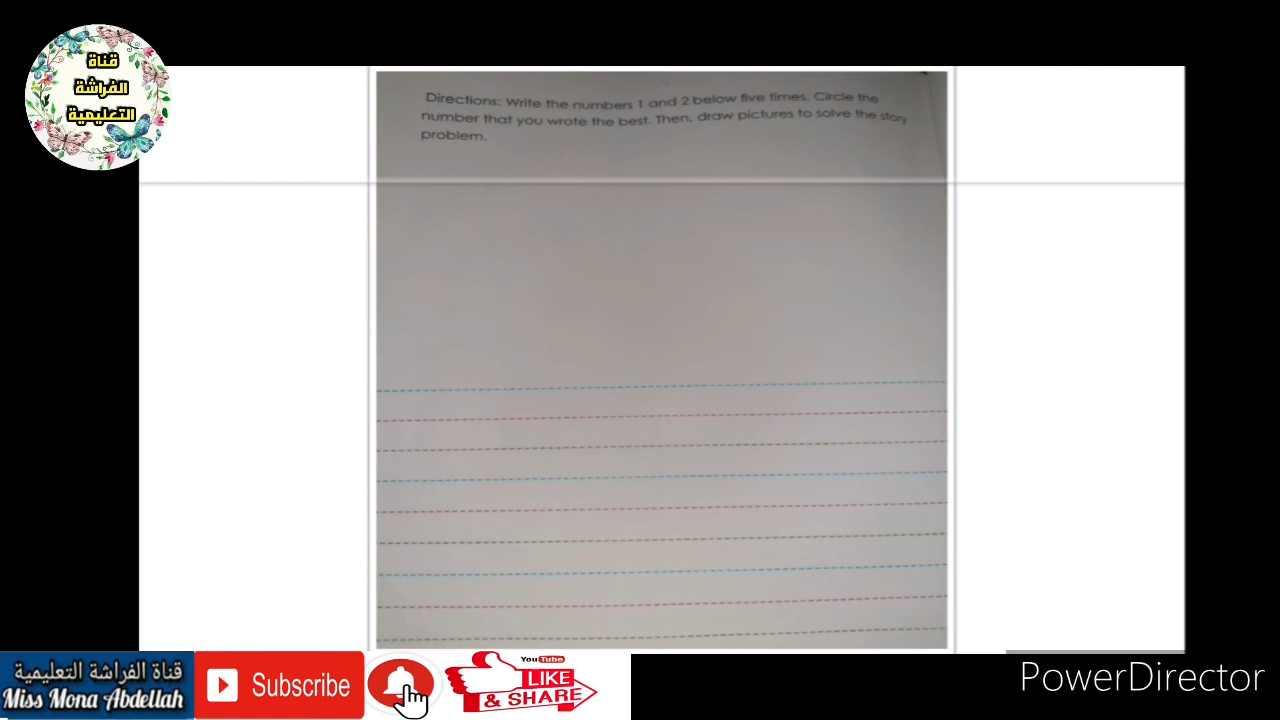 قناة
الفراشة
التعليمية
Directions: Write the numbers 1 and 2 below five times. Circle the
number that you wrote the best. Then, draw pictures to solve the story
problem.
قناة الفراشة التعليمية
Miss Mona Abdellah
Subscribe
YouTube
LIKE
& SHARE
PowerDirector